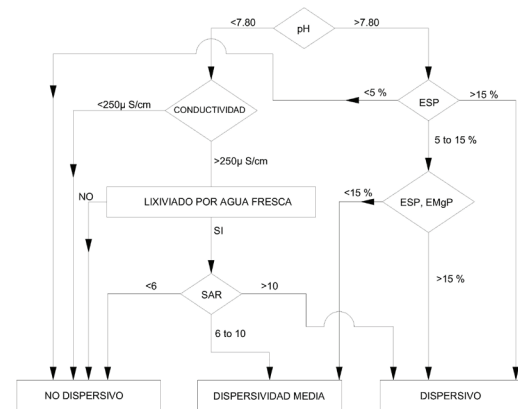 <7.80
pH
>7.80
<5 %
ESP
>15 %
<250µ S/cm
CONDUCTIVIDAD
5 to 15 %
>250µ S/cm
NO
LIXIVIADO POR AGUA FRESCA
<15 %
ESP, EMgP
SI
>15 %
<6
SAR
>10
6 to 10
NO DISPERSIVO
DISPERSIVIDAD MEDIA
DISPERSIVO